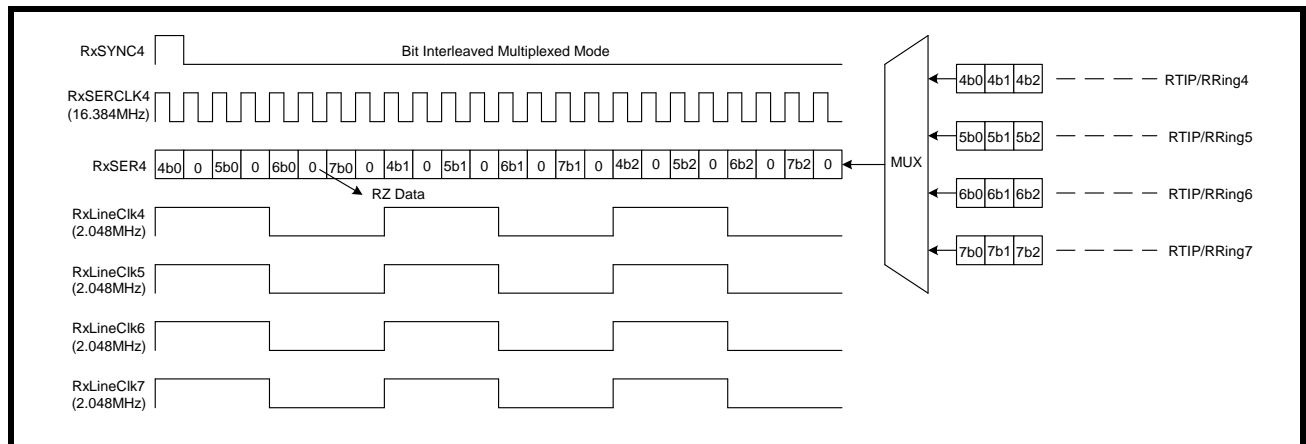 RxSYNC4
Bit Interleaved Multiplexed Mode
RxSERCLK4
(16.384MHz)
RxSER4
4b0 0 5b0 0 6b0 0 7b0 0 4b1 0 5b1 0 6b1 0 7b1 0 4b2 0 5b2 0 6b2 0 7b2 0
RZ Data
RxLineClk4
(2.048MHz)
RxLineClk5
(2.048MHz)
RxLineClk6
(2.048MHz)
RxLineClk7
(2.048MHz)
MUX
4b0 4b1 4b2
RTIP/RRing4
5b0 5b1 5b2
RTIP/RRing5
6b0 6b1 6b2
RTIP/RRing6
7b0 7b1 7b2
RTIP/RRing7